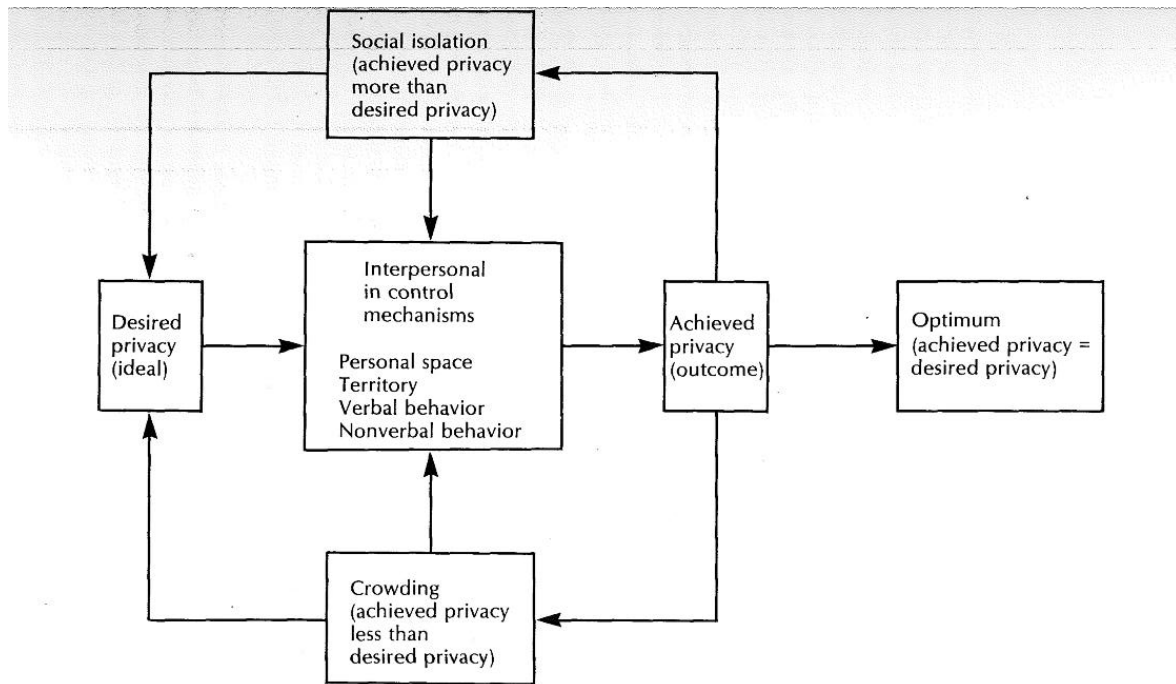 Social isolation
(achieved privacy
more than
desired privacy)
Desired
privacy
(ideal)
Interpersonal
in control
mechanisms
Personal space
Territory
Verbal behavior
Nonverbal behavior
Achieved
privacy
(outcome)
Optimum
(achieved privacy =
desired privacy)
Crowding
(achieved privacy
less than
desired privacy)